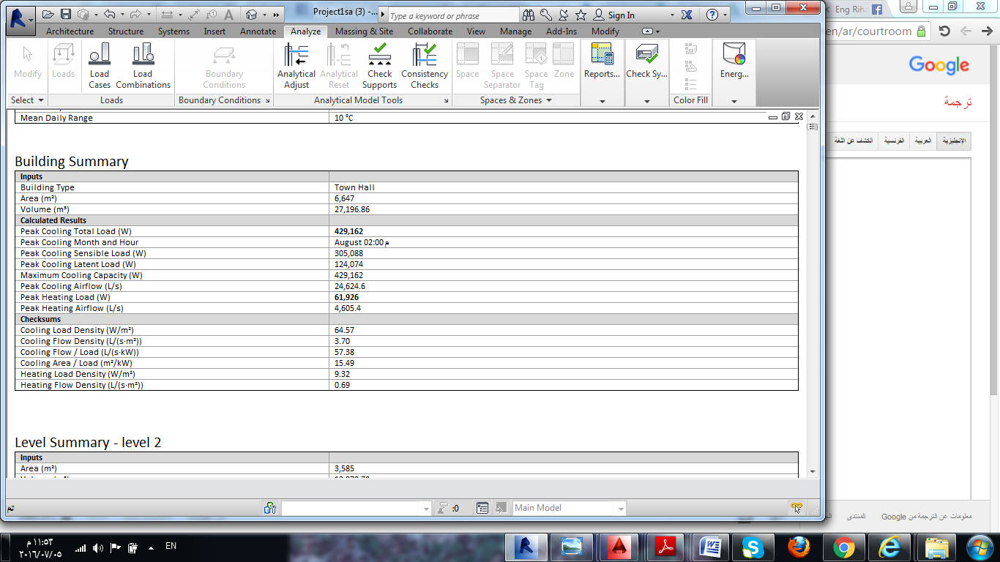 Project1sa (3) -...
Type a keyword or phrase
Sign In
Eng Riha
Architecture Structure Systems Insert Annotate Analyze Massing & Site Collaborate View Manage Add-Ins Modify
en/ar/courtroom
Modify Loads Load Cases Load Combinations Boundary Conditions Analytical Adjust Analytical Reset Check Supports Consistency Checks Space Space Separator Space Tag Zone Reports... Check Sy... Energ...
Select Loads Boundary Conditions Analytical Model Tools Spaces & Zones Color Fill
Google
ترجمة
الإنجليزية العربية الفرنسية الكشف عن اللغة
Mean Daily Range 10 °C
Building Summary
Inputs
Building Type Town Hall
Area (m²) 6,647
Volume (m³) 27,196.86
Calculated Results
Peak Cooling Total Load (W) 429,162
Peak Cooling Month and Hour August 02:00 م
Peak Cooling Sensible Load (W) 305,088
Peak Cooling Latent Load (W) 124,074
Maximum Cooling Capacity (W) 429,162
Peak Cooling Airflow (L/s) 24,624.6
Peak Heating Load (W) 61,926
Peak Heating Airflow (L/s) 4,605.4
Checksums
Cooling Load Density (W/m²) 64.57
Cooling Flow Density (L/(s·m²)) 3.70
Cooling Flow / Load (L/(s·kW)) 57.38
Cooling Area / Load (m²/kW) 15.49
Heating Load Density (W/m²) 9.32
Heating Flow Density (L/(s·m²)) 0.69
Level Summary - level 2
Inputs
Area (m²) 3,585
تم
:0
Main Model
معلومات عن الترجمة من Google المنتدى
١١:٥٣ م
٢٠١٦/٠٧/٠٥
EN